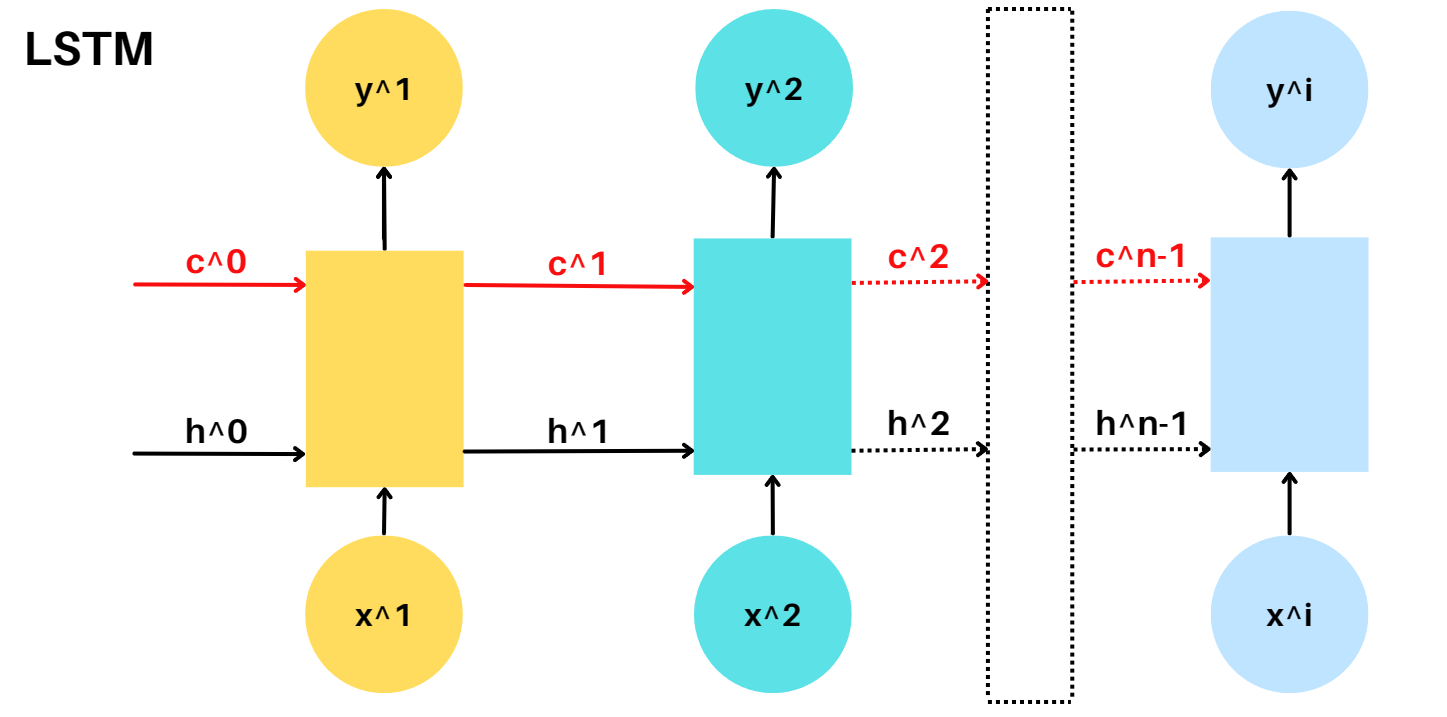 LSTM
y^1
y^2
y^i
c^0
c^1
c^2
c^n-1
h^0
h^1
h^2
h^n-1
x^1
x^2
x^i